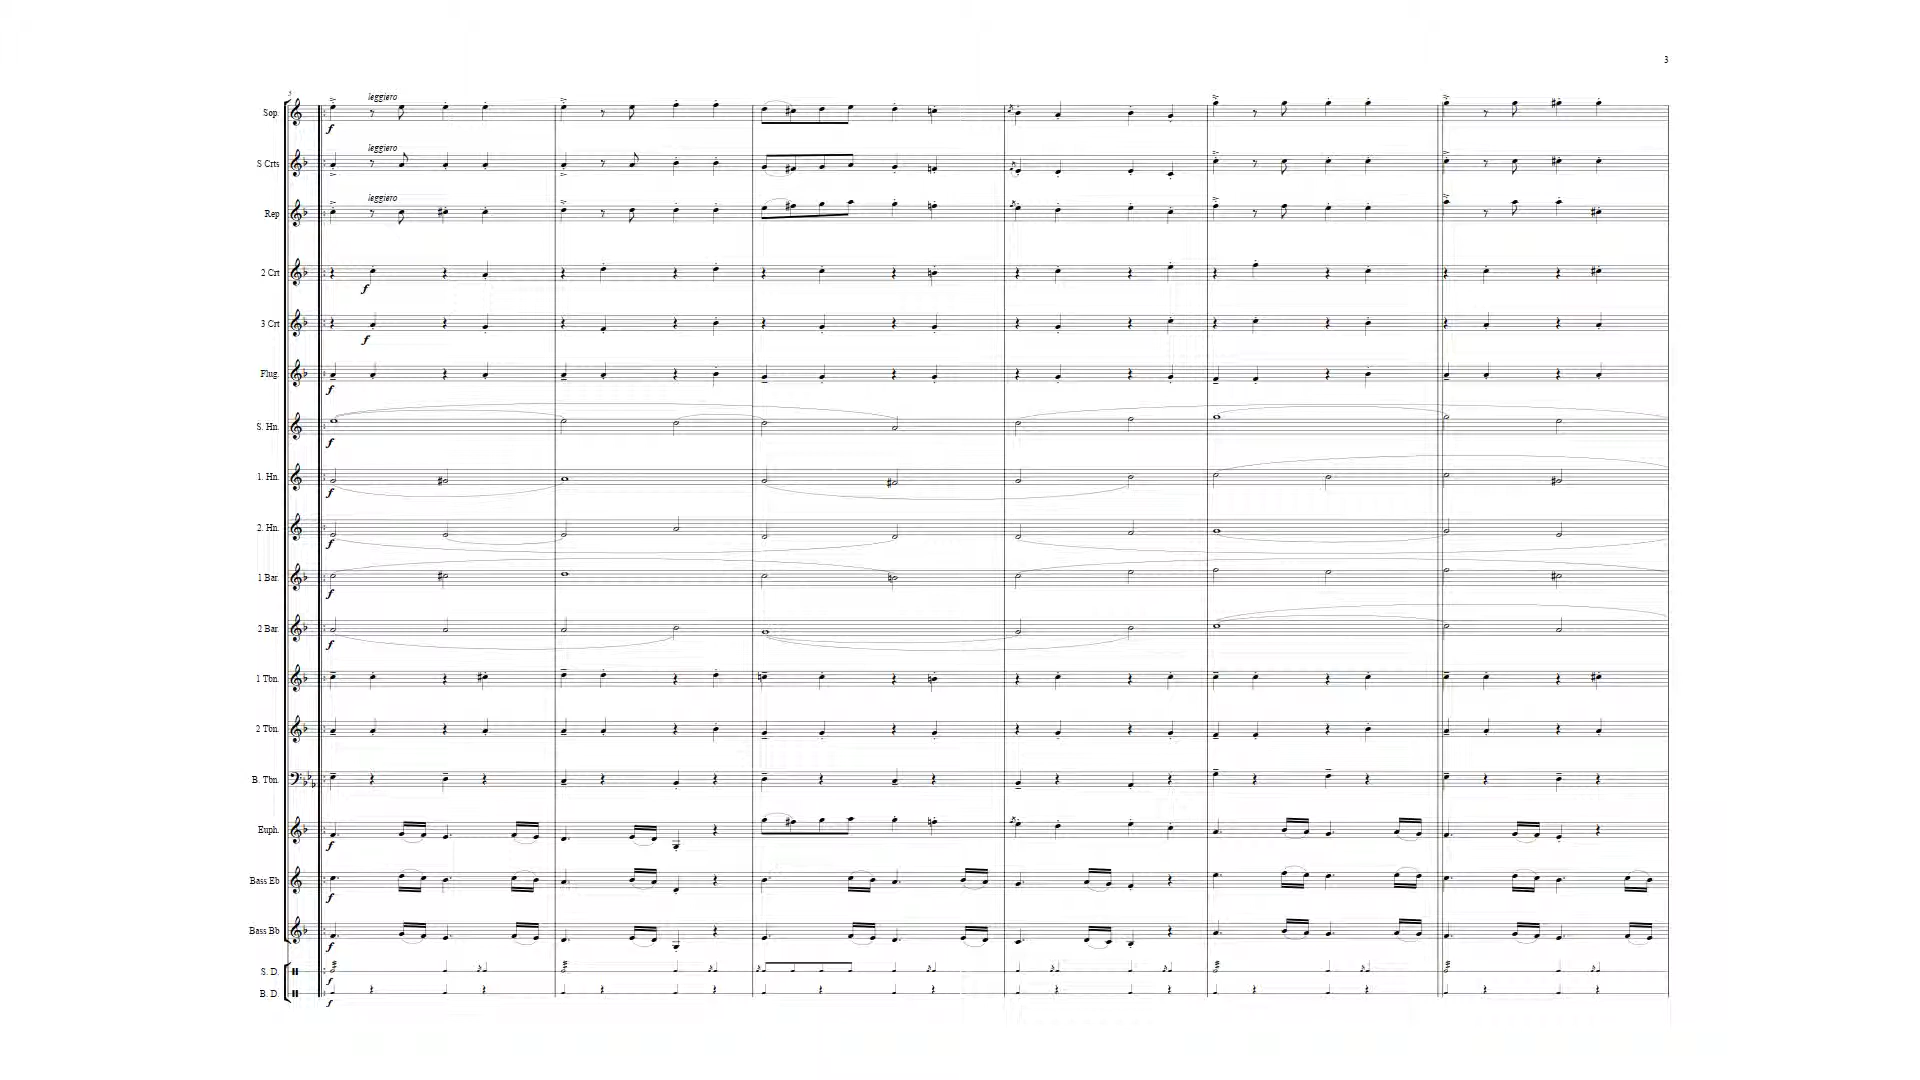 3
5
leggiero
Sop.
f
leggiero
S Crts
leggiero
Rep
2 Crt
f
3 Crt
f
Flug.
f
S. Hn.
f
1. Hn.
f
2. Hn.
f
1 Bar.
f
2 Bar.
f
1 Tbn.
2 Tbn.
B. Tbn.
Euph.
f
Bass Eb
f
Bass Bb
f
S. D.
f
B. D.
f